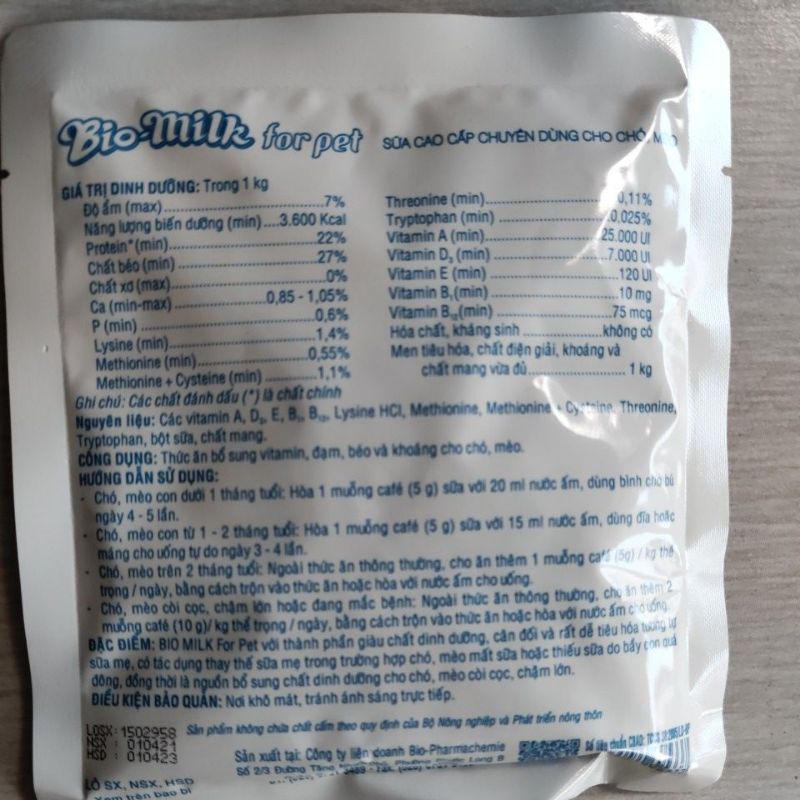 Bio-Milk for pet SỮA CAO CẤP CHUYÊN DÙNG CHO CHÓ, MÈO
GIÁ TRỊ DINH DƯỠNG: Trong 1 kg
Độ ẩm (max)...7%
Năng lượng biến dưỡng (min)....3.600 Kcal
Protein* (min)...22%
Chất béo (min)...27%
Chất xơ (max)...0%
Ca (min-max)...0,85 - 1,05%
P (min)...0,6%
Lysine (min)...1,4%
Methionine (min)...0,55%
Methionine + Cysteine (min)...1,1%
Threonine (min)...0,11%
Tryptophan (min)...0,025%
Vitamin A (min)...25.000 UI
Vitamin D₃ (min)...7.000 UI
Vitamin E (min)...120 UI
Vitamin B₁(min)...10 mg
Vitamin B₁₂(min)...75 mcg
Hóa chất, kháng sinh...không có
Men tiêu hóa, chất điện giải, khoáng và
chất mang vừa đủ...1 kg
Ghi chú: Các chất đánh dấu (*) là chất chính
Nguyên liệu: Các vitamin A, D₃, E, B₁, B₁₂, Lysine HCl, Methionine, Methionine + Cysteine, Threonine,
Tryptophan, bột sữa, chất mang.
CÔNG DỤNG: Thức ăn bổ sung vitamin, đạm, béo và khoáng cho chó, mèo.
HƯỚNG DẪN SỬ DỤNG:
- Chó, mèo con dưới 1 tháng tuổi: Hòa 1 muỗng café (5 g) sữa với 20 ml nước ấm, dùng bình cho bú
ngày 4 - 5 lần.
- Chó, mèo con từ 1 - 2 tháng tuổi: Hòa 1 muỗng café (5 g) sữa với 15 ml nước ấm, dùng đĩa hoặc
máng cho uống tự do ngày 3 - 4 lần.
- Chó, mèo trên 2 tháng tuổi: Ngoài thức ăn thông thường, cho ăn thêm 1 muỗng café (5g) / kg thể
trọng / ngày, bằng cách trộn vào thức ăn hoặc hòa với nước ấm cho uống.
- Chó, mèo còi cọc, chậm lớn hoặc đang mắc bệnh: Ngoài thức ăn thông thường, cho ăn thêm 2
muỗng café (10 g)/ kg thể trọng / ngày, bằng cách trộn vào thức ăn hoặc hòa với nước ấm cho uống.
ĐẶC ĐIỂM: BIO MILK For Pet với thành phần giàu chất dinh dưỡng, cân đối và rất dễ tiêu hóa tương tự
sữa mẹ, có tác dụng thay thế sữa mẹ trong trường hợp chó, mèo mất sữa hoặc thiếu sữa do bầy con quá
đông, đồng thời là nguồn bổ sung chất dinh dưỡng cho chó, mèo còi cọc, chậm lớn.
ĐIỀU KIỆN BẢO QUẢN: Nơi khô mát, tránh ánh sáng trực tiếp.
Sản phẩm không chứa chất cấm theo quy định của Bộ Nông nghiệp và Phát triển nông thôn
LOSX: 1502958
NSX : 010421
HSD : 010423
Sản xuất tại: Công ty liên doanh Bio-Pharmachemie
Số 2/3 Đường Tăng Phường Phước Long B
LÔ SX, NSX, HSD
Xem trên bao bì